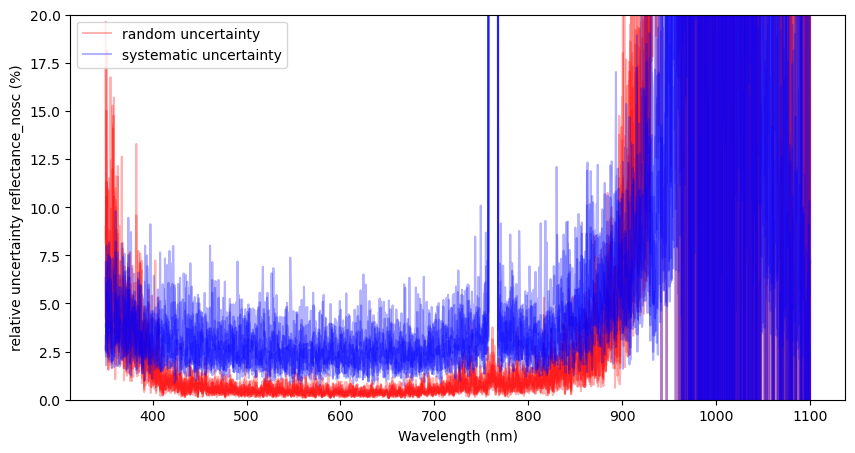 20.0
17.5
15.0
12.5
10.0
7.5
5.0
2.5
0.0
relative uncertainty reflectance_nosc (%)
random uncertainty
systematic uncertainty
400 500 600 700 800 900 1000 1100
Wavelength (nm)